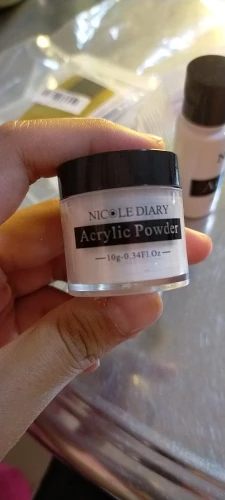 NICOLE DIARY
Acrylic Powder
10g-0.34Fl.Oz